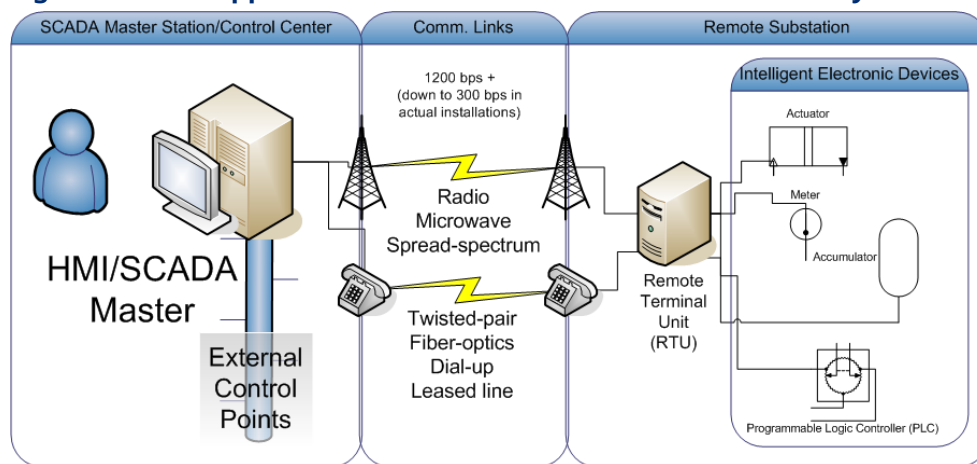 SCADA Master Station/Control Center
Comm. Links
Remote Substation
1200 bps +
(down to 300 bps in
actual installations)
Intelligent Electronic Devices
Actuator
Radio
Microwave
Spread-spectrum
Meter
Accumulator
HMI/SCADA
Master
Remote
Terminal
Unit
(RTU)
Twisted-pair
Fiber-optics
Dial-up
Leased line
External
Control
Points
Programmable Logic Controller (PLC)